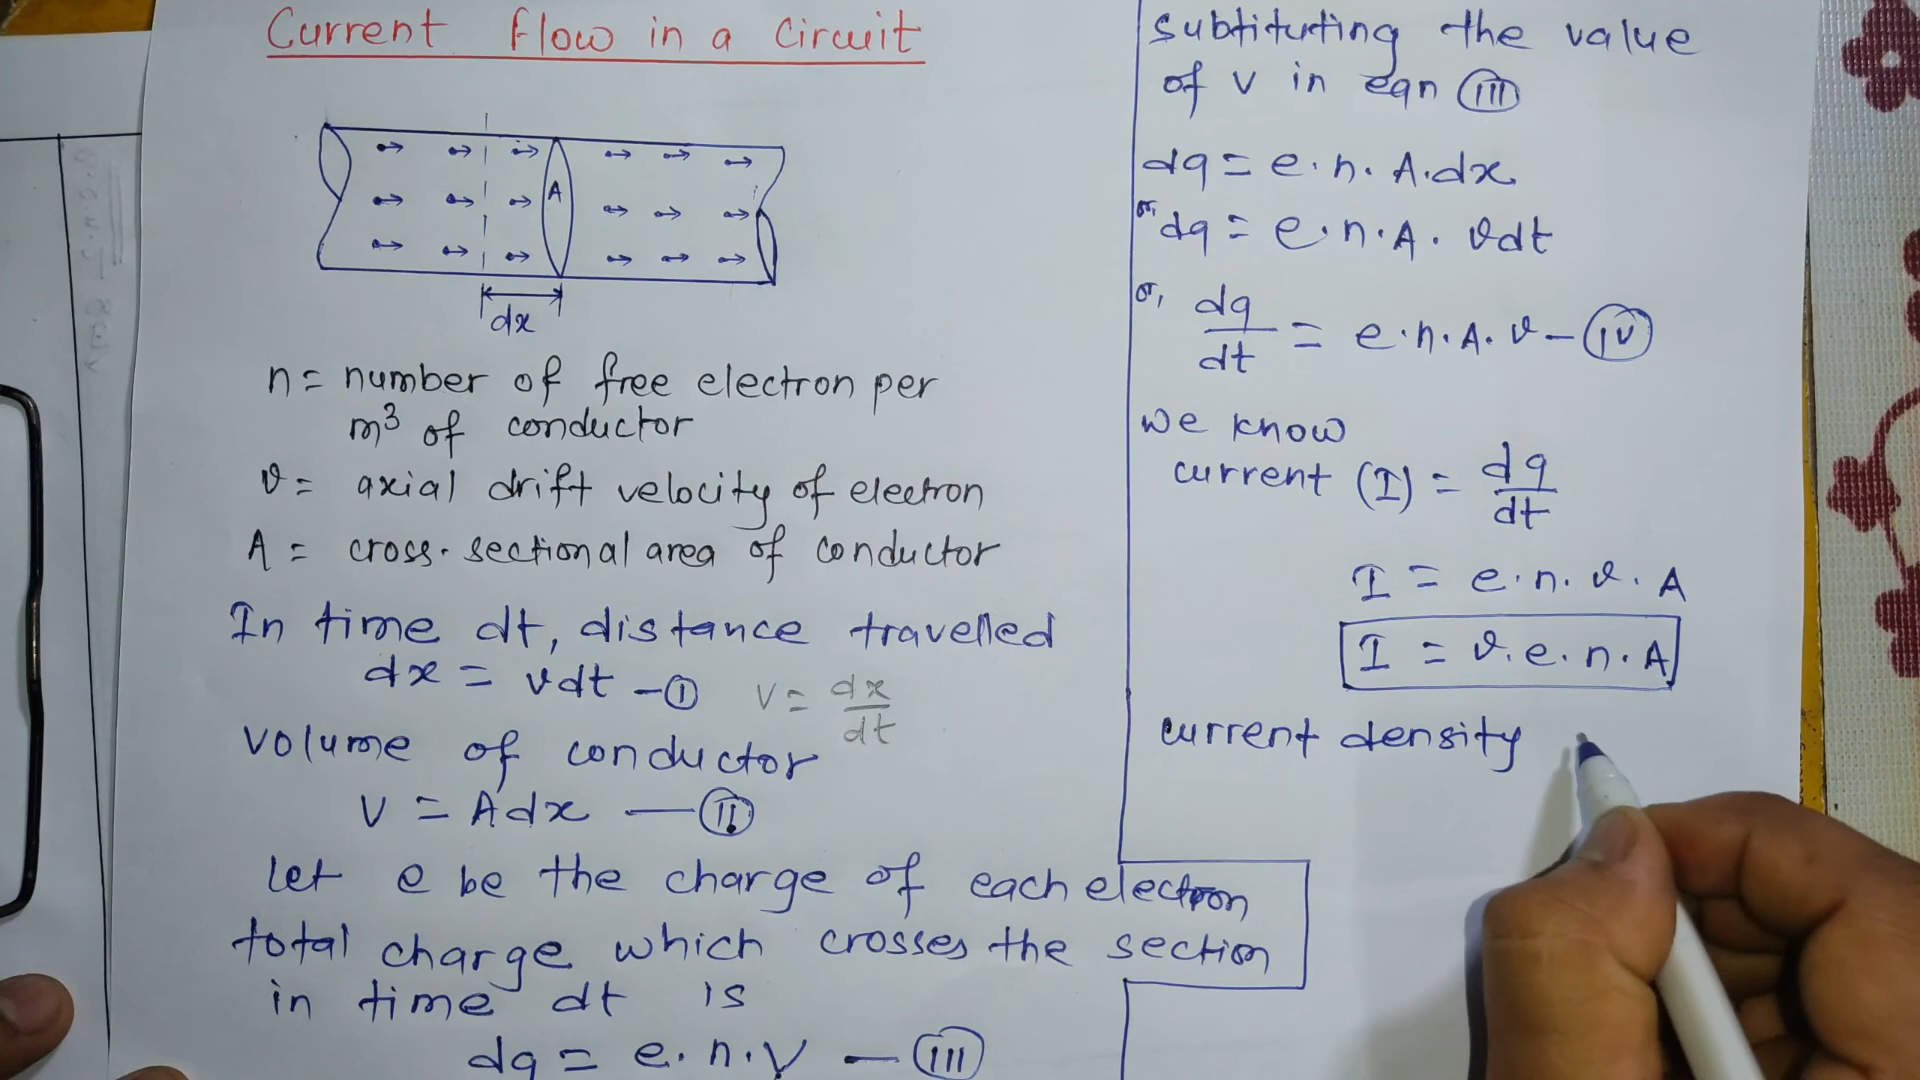 Current flow in a Circuit
A
dx
n = number of free electron per
m³ of conductor
v = axial drift velocity of electron
A = cross-sectional area of conductor
In time dt, distance travelled
dx = vdt - ①
v = dx/dt
volume of conductor
V = Adx — Ⅱ
let e be the charge of each electron
total charge which crosses the section
in time dt is
dq = e.n.V — Ⅲ
subtituting the value
of v in eqn Ⅲ
dq = e.n.A.dx
or, dq = e.n.A.vdt
or, dq/dt = e.n.A.v - Ⅳ
we know
current (I) = dq/dt
I = e.n.v.A
I = v.e.n.A
current density